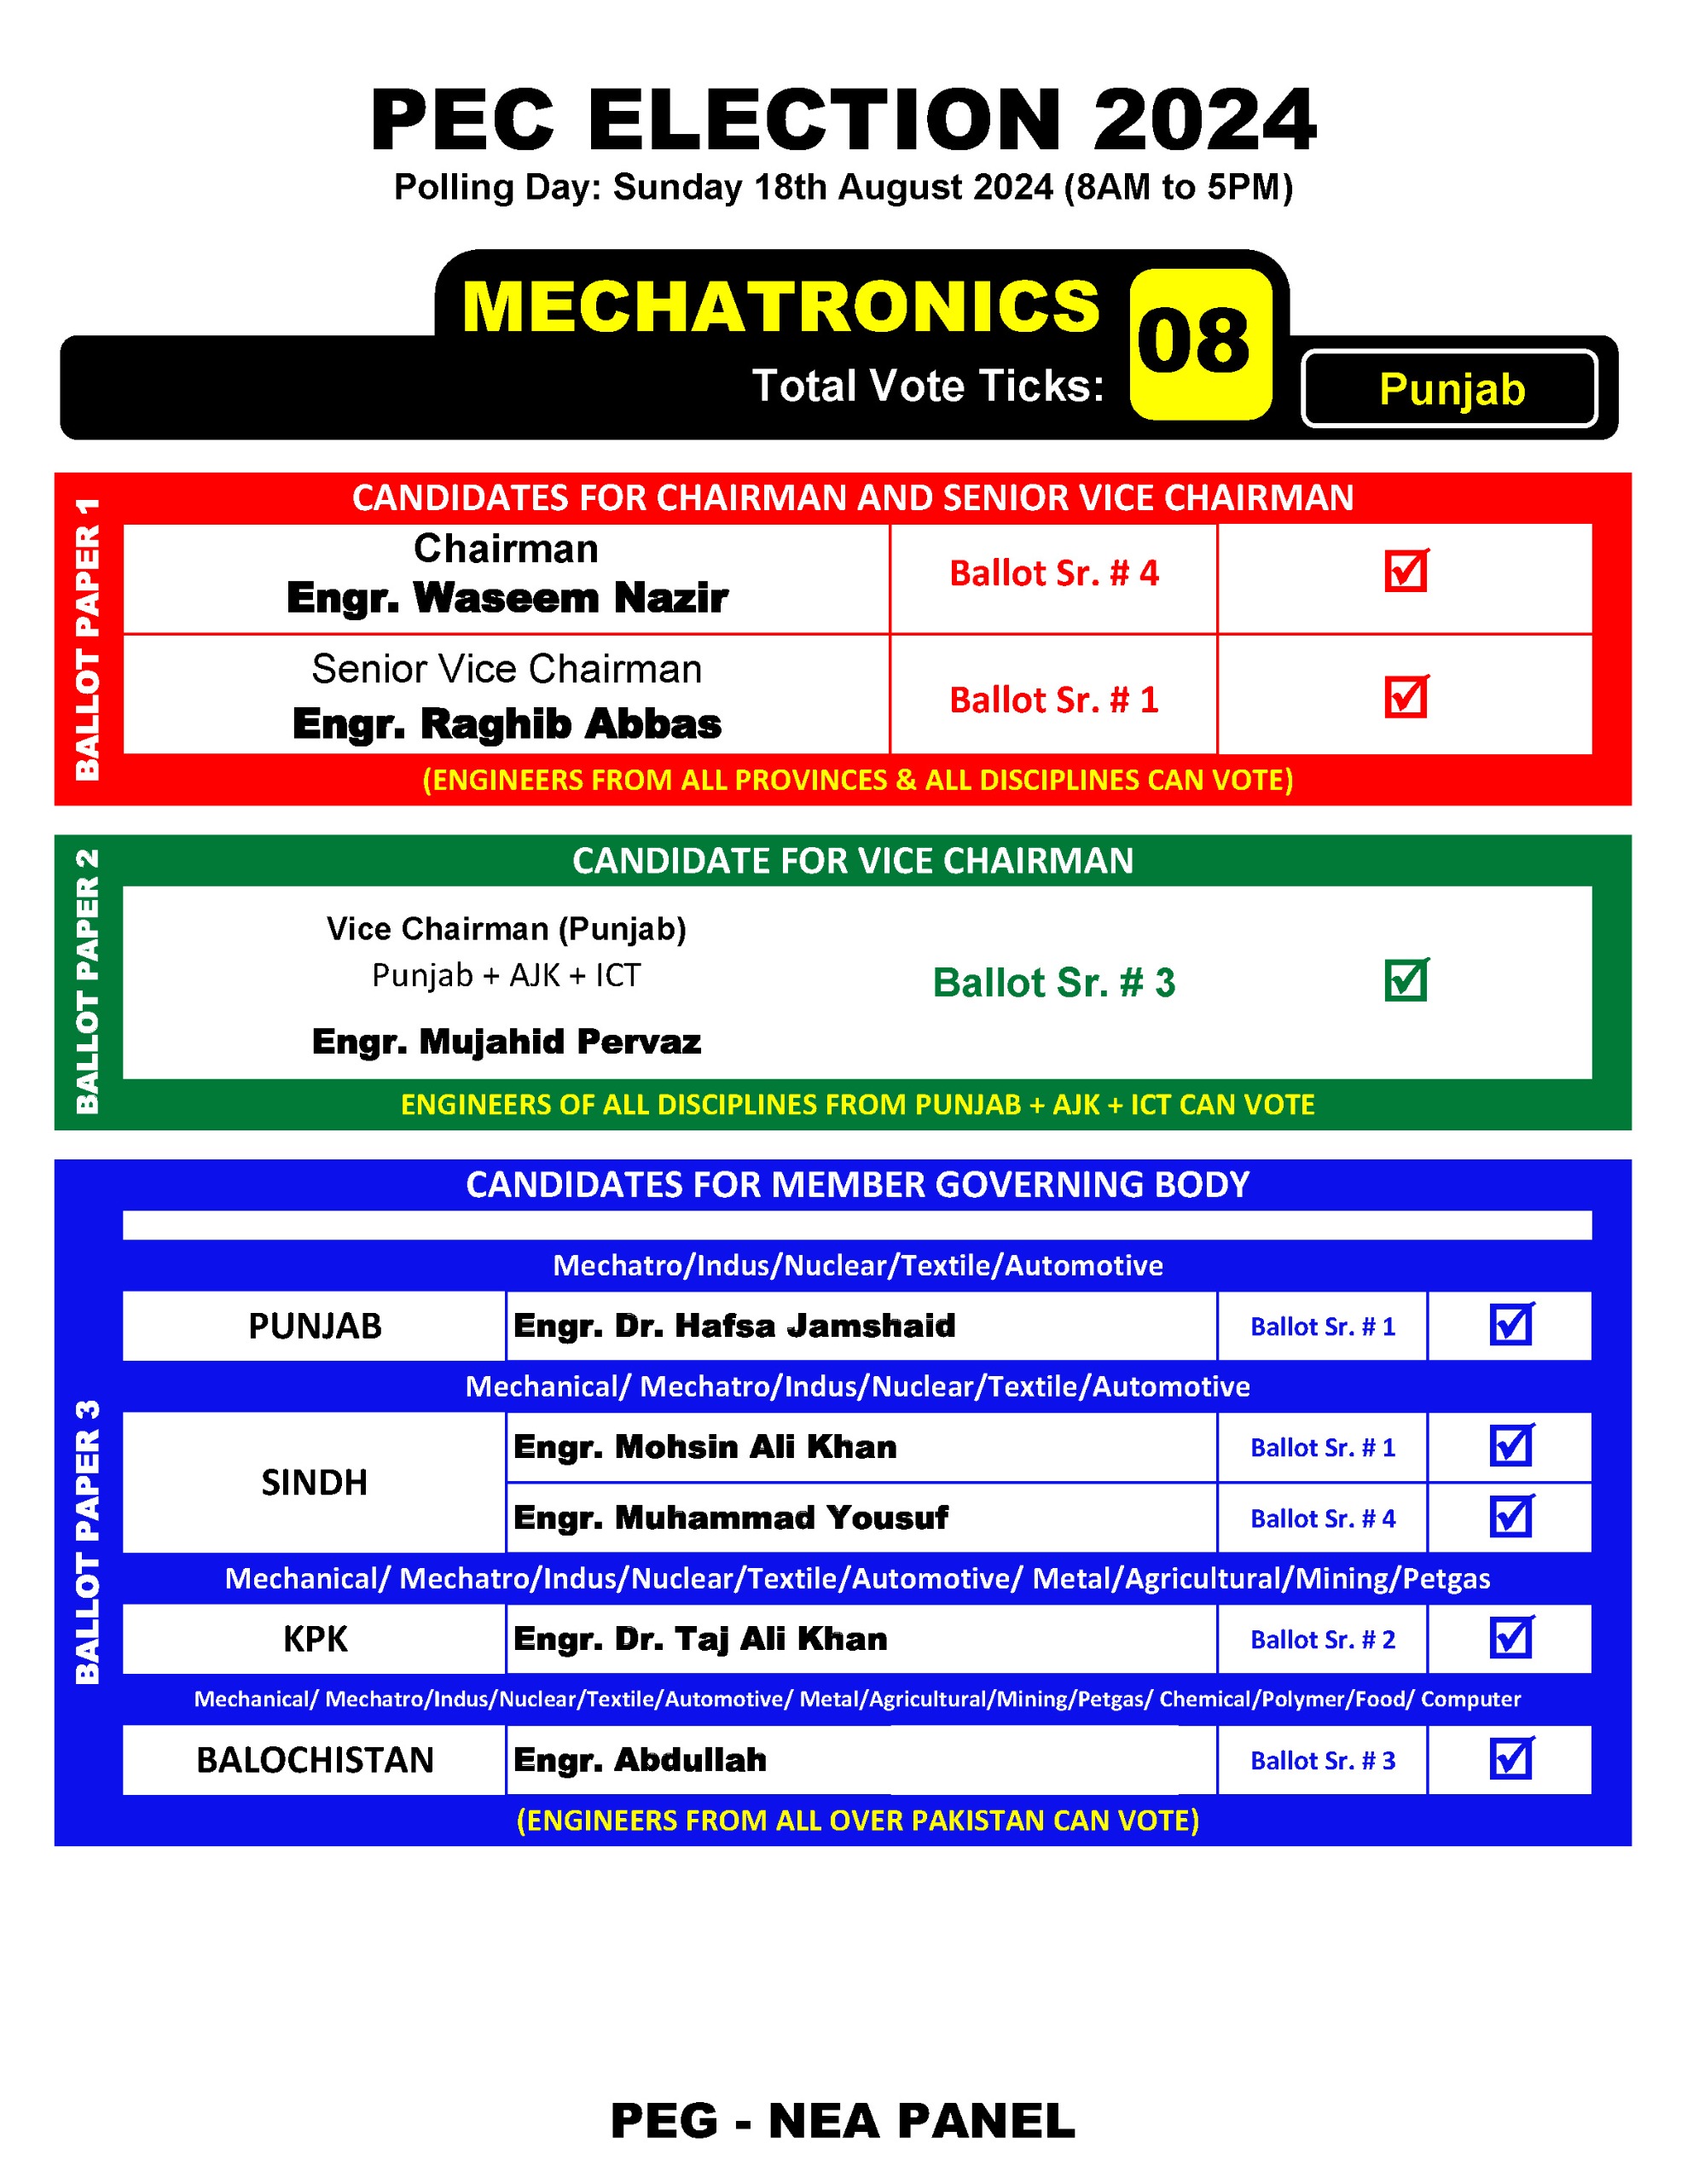 PEC ELECTION 2024
Polling Day: Sunday 18th August 2024 (8AM to 5PM)
MECHATRONICS
08
Total Vote Ticks:
Punjab
BALLOT PAPER 1
CANDIDATES FOR CHAIRMAN AND SENIOR VICE CHAIRMAN
Chairman
Engr. Waseem Nazir
Ballot Sr. # 4
Senior Vice Chairman
Engr. Raghib Abbas
Ballot Sr. # 1
(ENGINEERS FROM ALL PROVINCES & ALL DISCIPLINES CAN VOTE)
BALLOT PAPER 2
CANDIDATE FOR VICE CHAIRMAN
Vice Chairman (Punjab)
Punjab + AJK + ICT
Engr. Mujahid Pervaz
Ballot Sr. # 3
ENGINEERS OF ALL DISCIPLINES FROM PUNJAB + AJK + ICT CAN VOTE
BALLOT PAPER 3
CANDIDATES FOR MEMBER GOVERNING BODY
Mechatro/Indus/Nuclear/Textile/Automotive
PUNJAB
Engr. Dr. Hafsa Jamshaid
Ballot Sr. # 1
Mechanical/ Mechatro/Indus/Nuclear/Textile/Automotive
SINDH
Engr. Mohsin Ali Khan
Ballot Sr. # 1
Engr. Muhammad Yousuf
Ballot Sr. # 4
Mechanical/ Mechatro/Indus/Nuclear/Textile/Automotive/ Metal/Agricultural/Mining/Petgas
KPK
Engr. Dr. Taj Ali Khan
Ballot Sr. # 2
Mechanical/ Mechatro/Indus/Nuclear/Textile/Automotive/ Metal/Agricultural/Mining/Petgas/ Chemical/Polymer/Food/ Computer
BALOCHISTAN
Engr. Abdullah
Ballot Sr. # 3
(ENGINEERS FROM ALL OVER PAKISTAN CAN VOTE)
PEG - NEA PANEL